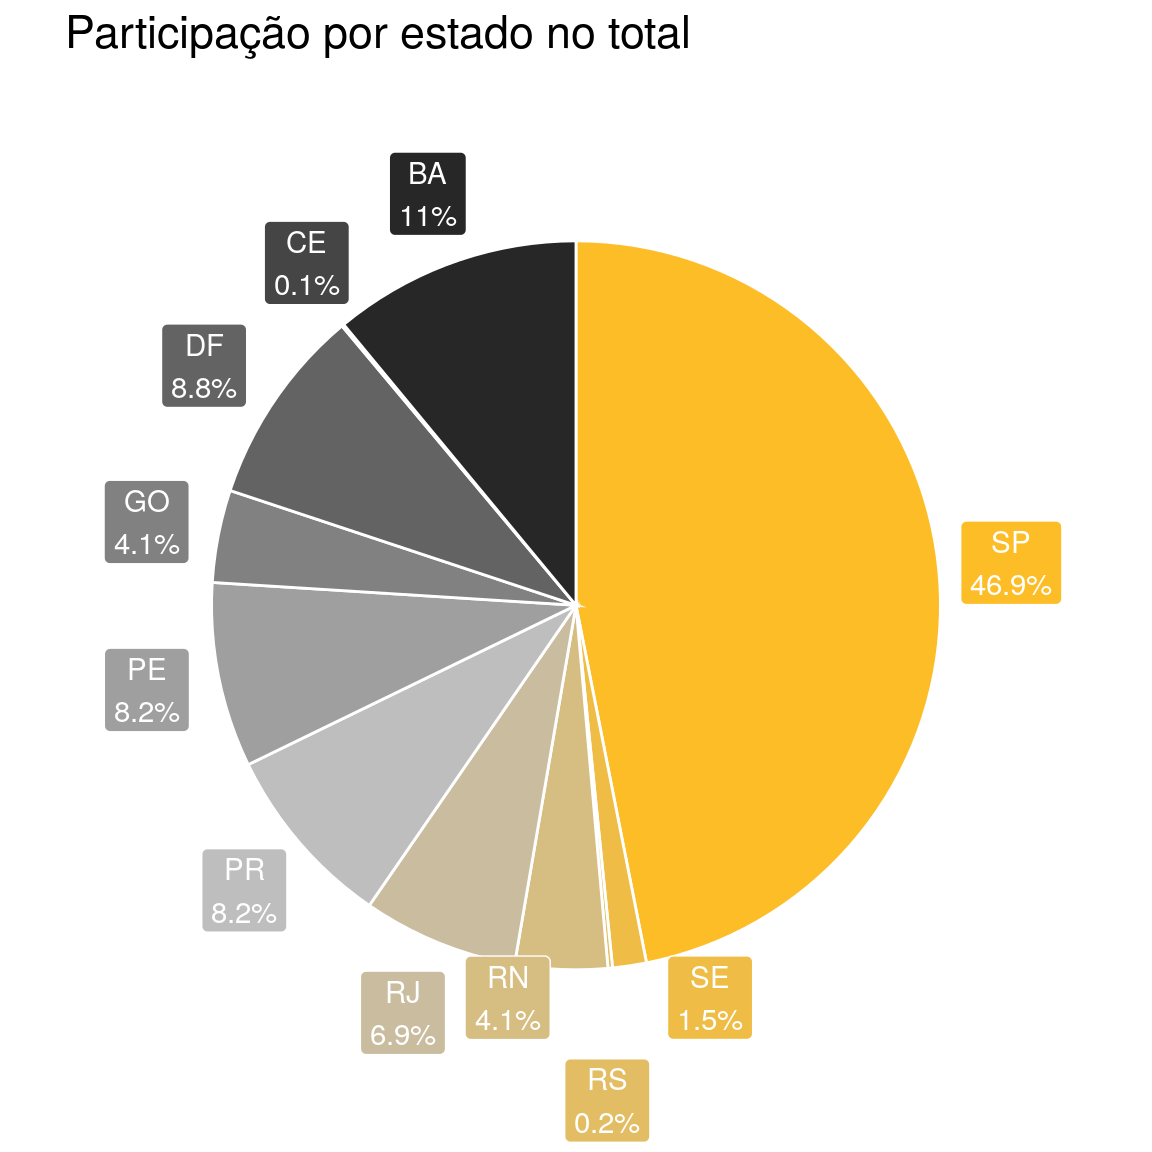 Participação por estado no total
BA
11%
CE
0.1%
DF
8.8%
GO
4.1%
SP
46.9%
PE
8.2%
PR
8.2%
RJ
6.9%
RN
4.1%
SE
1.5%
RS
0.2%